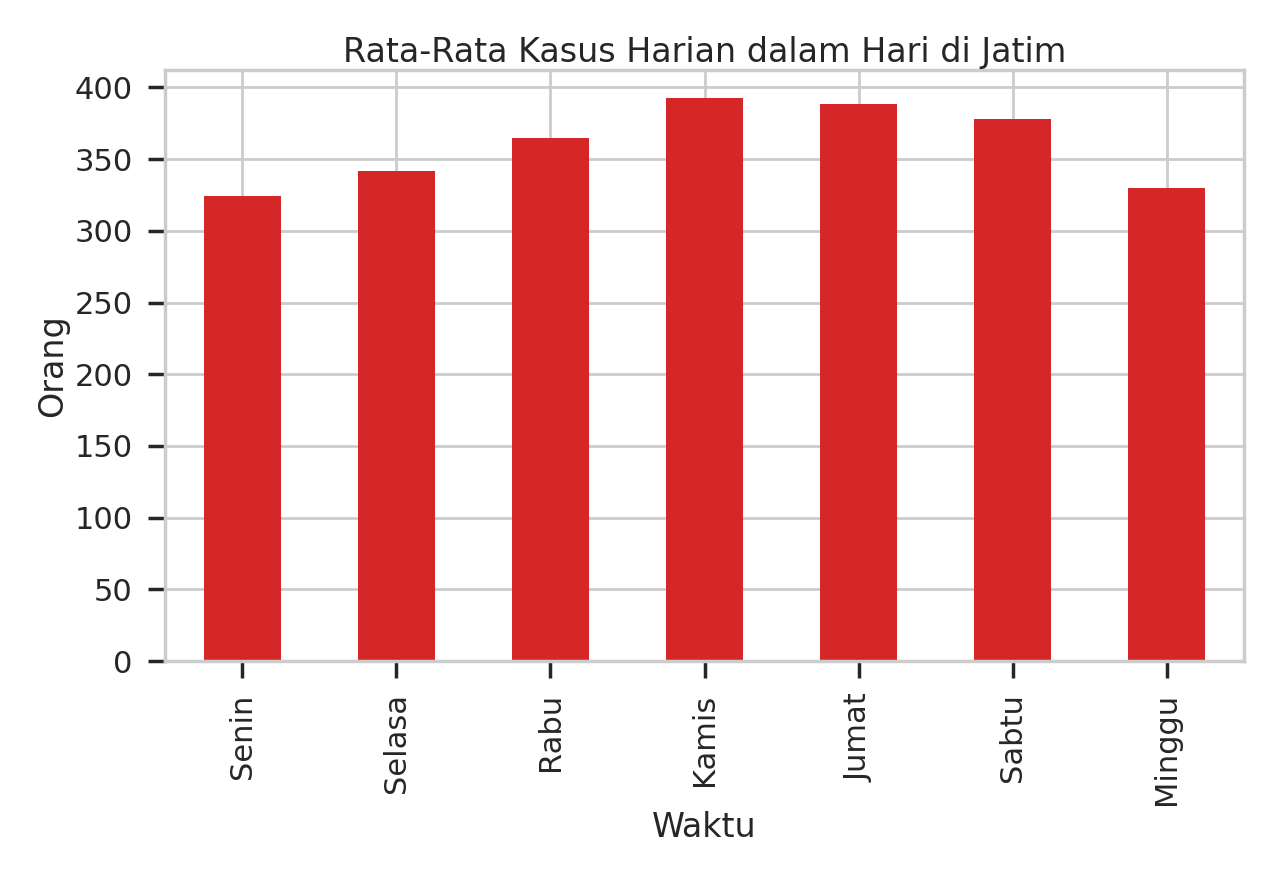 Rata-Rata Kasus Harian dalam Hari di Jatim
400
350
300
250
200
150
100
50
0
Orang
Senin
Selasa
Rabu
Kamis
Jumat
Sabtu
Minggu
Waktu